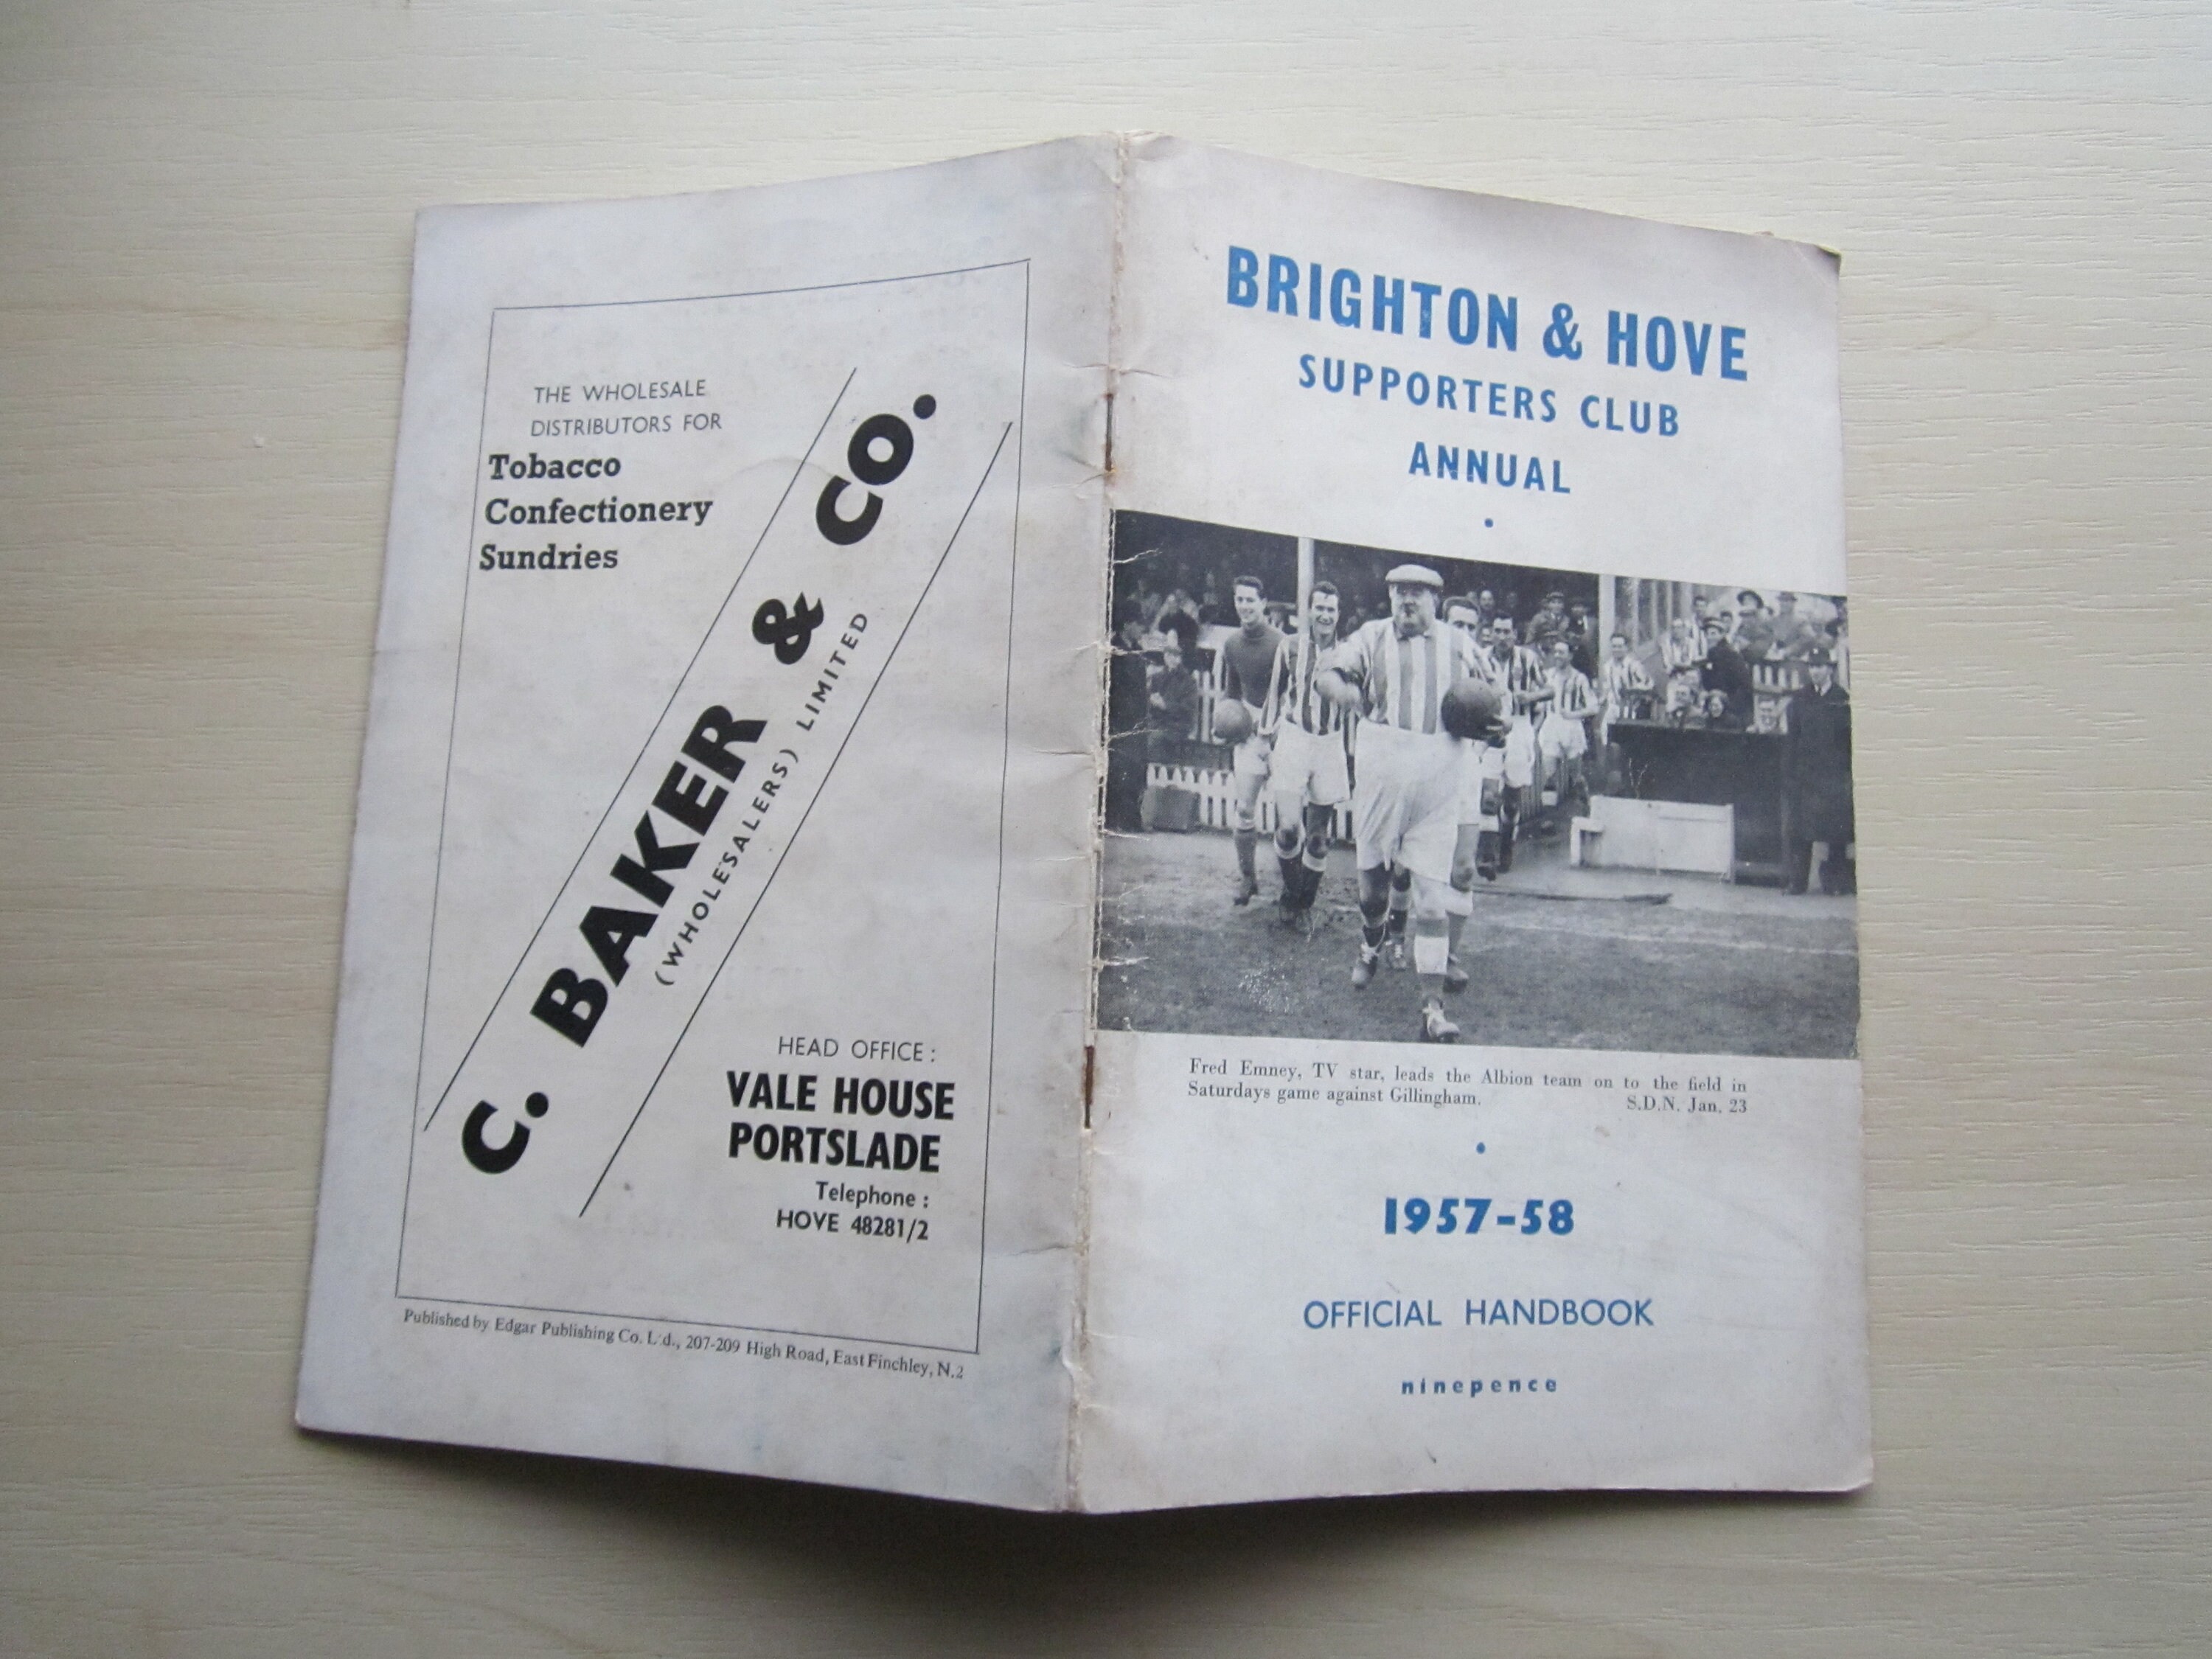 THE WHOLESALE
DISTRIBUTORS FOR
Tobacco
Confectionery
Sundries
C. BAKER & CO.
(WHOLESALERS) LIMITED
HEAD OFFICE :
VALE HOUSE
PORTSLADE
Telephone :
HOVE 48281/2
Published by Edgar Publishing Co. L d., 207-209 High Road, East Finchley, N.2
BRIGHTON & HOVE
SUPPORTERS CLUB
ANNUAL
Fred Emney, TV star, leads the Albion team on to the field in
Saturdays game against Gillingham. S.D.N. Jan. 23
1957-58
OFFICIAL HANDBOOK
ninepence